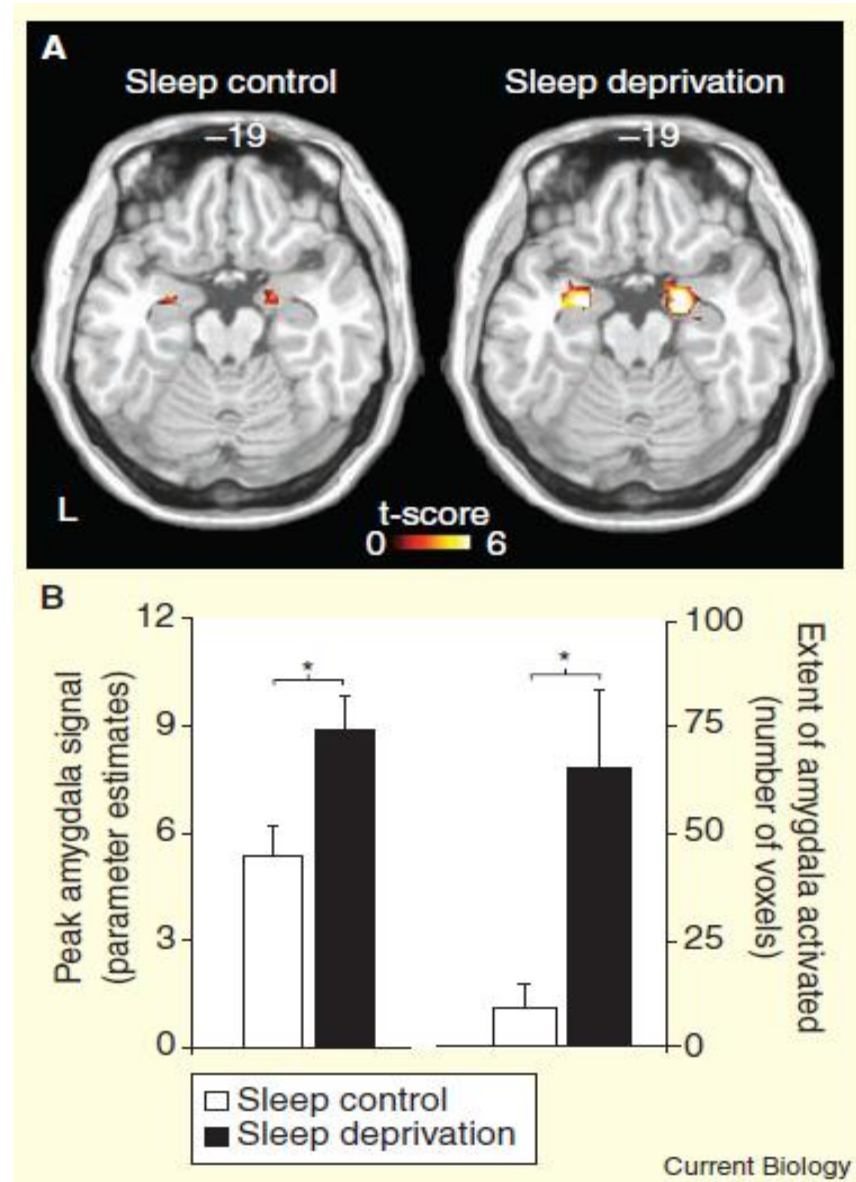 A
Sleep control
Sleep deprivation
–19
–19
L
t-score
0
6
B
12
9
6
3
0
Peak amygdala signal
(parameter estimates)
*
*
100
75
50
25
0
Extent of amygdala activated
(number of voxels)
Sleep control
Sleep deprivation
Current Biology